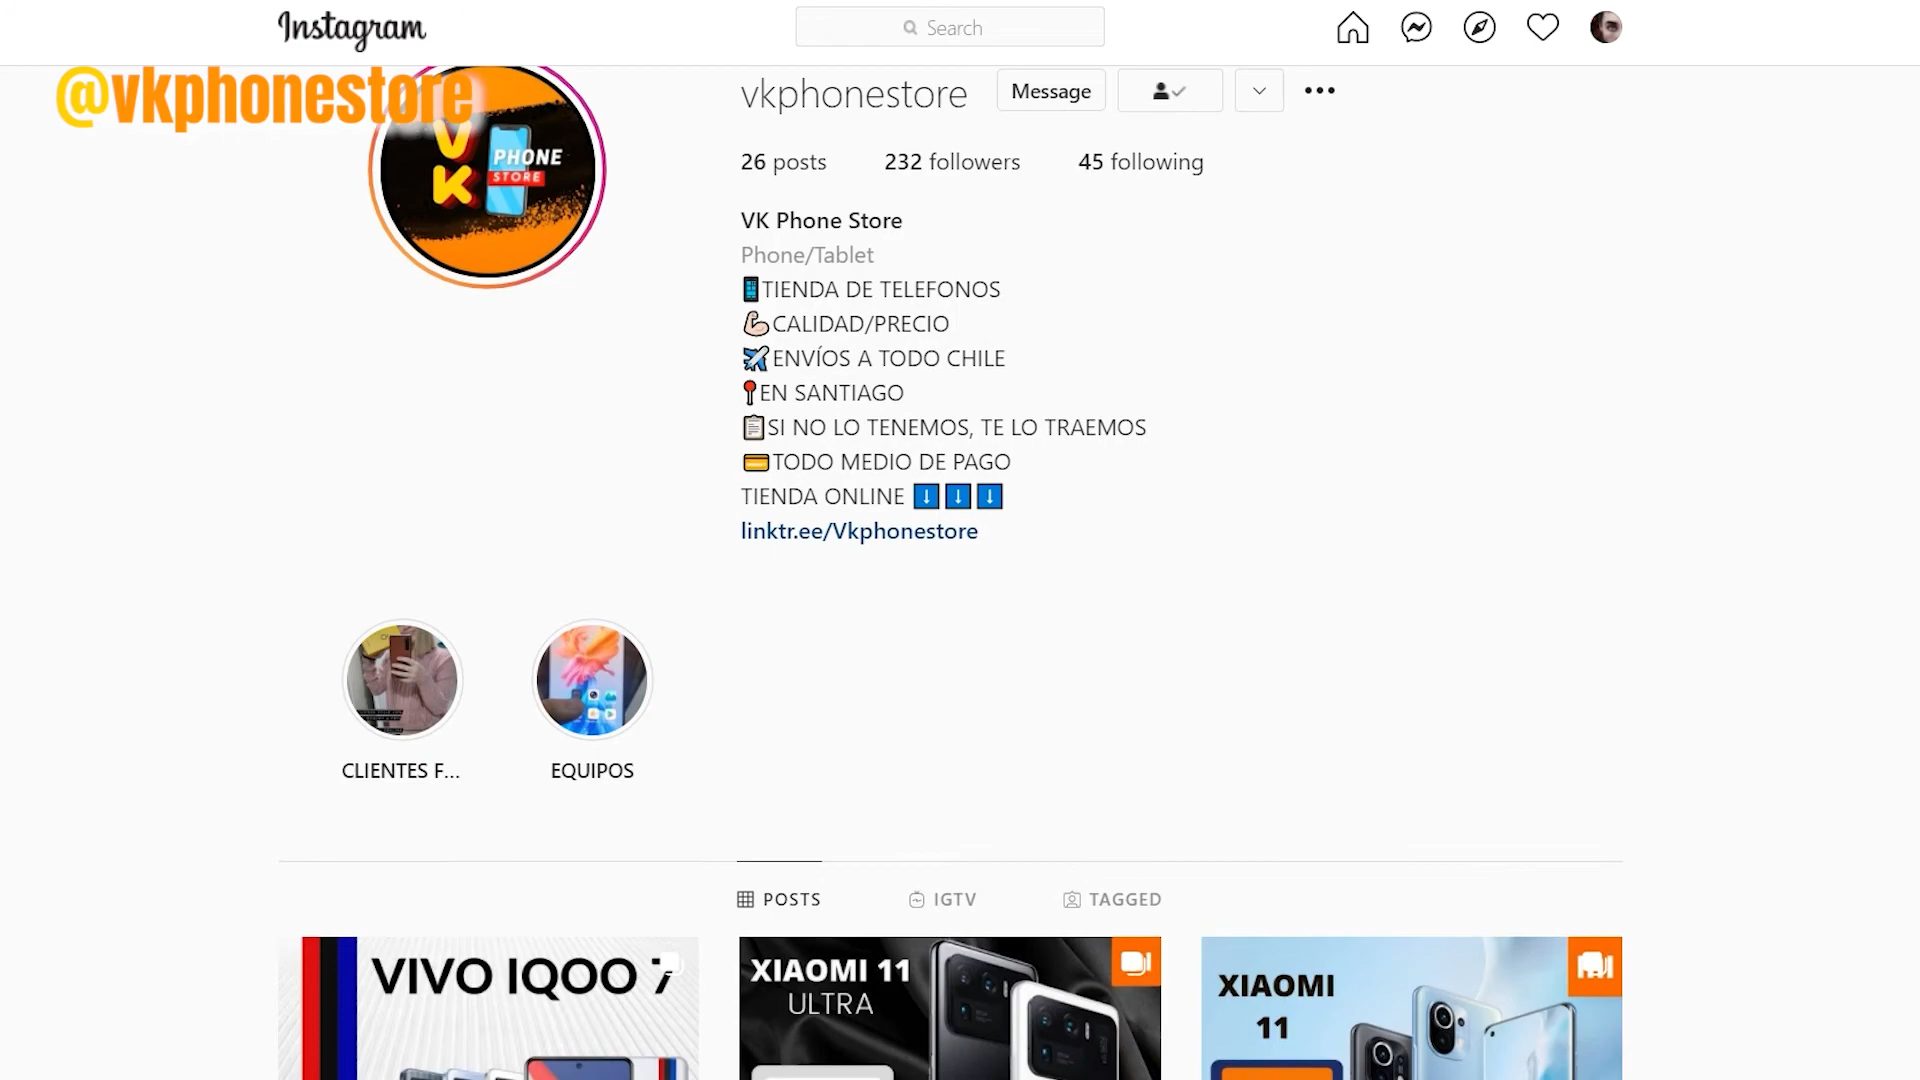 Instagram
Search
@vkphonestore
VK
PHONE
STORE
vkphonestore
Message
26 posts
232 followers
45 following
VK Phone Store
Phone/Tablet
TIENDA DE TELEFONOS
CALIDAD/PRECIO
ENVÍOS A TODO CHILE
EN SANTIAGO
SI NO LO TENEMOS, TE LO TRAEMOS
TODO MEDIO DE PAGO
TIENDA ONLINE
linktr.ee/Vkphonestore
CLIENTES F...
EQUIPOS
POSTS
IGTV
TAGGED
VIVO IQOO 7
XIAOMI 11
ULTRA
XIAOMI
11